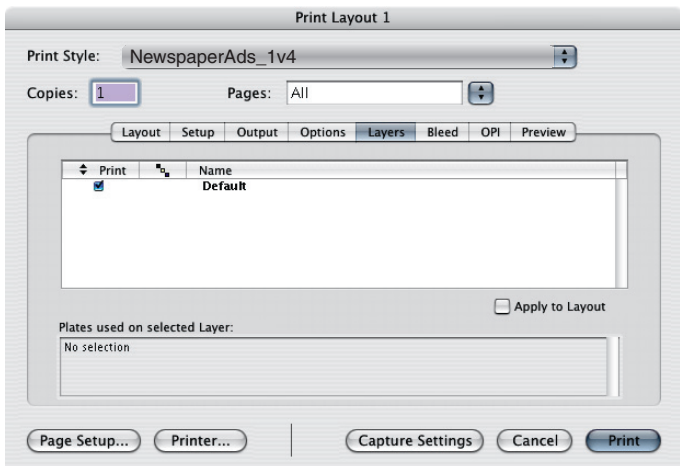 Print Layout 1
Print Style: NewspaperAds_1v4
Copies: 1 Pages: All
Layout Setup Output Options Layers Bleed OPI Preview
Print Name
Default
Apply to Layout
Plates used on selected Layer:
No selection
Page Setup... Printer... Capture Settings Cancel Print